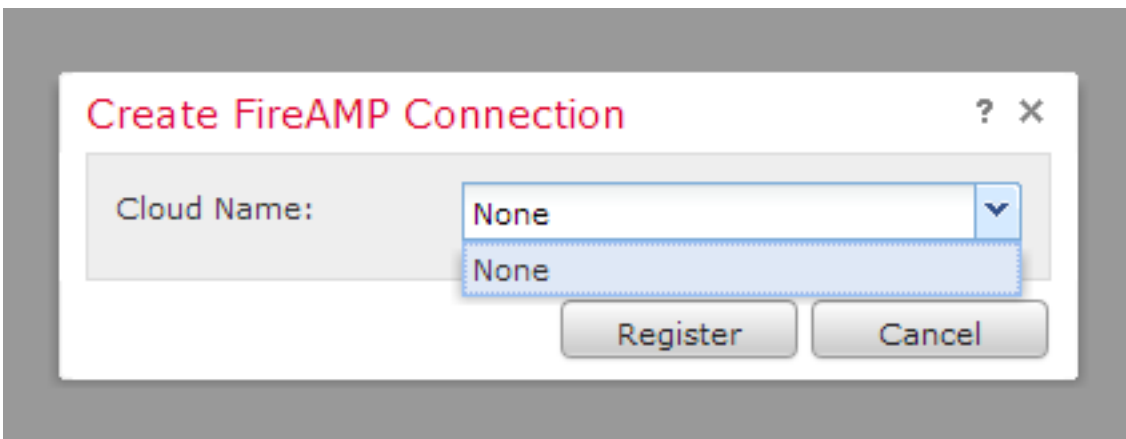 Create FireAMP Connection ?
Cloud Name: None
None
Register Cancel